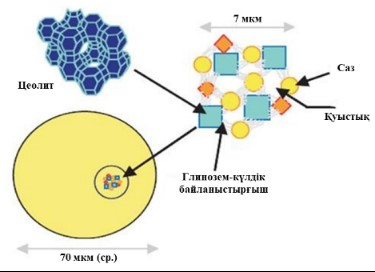 7 мкм
Цеолит
Саз
Қуыстық
Глинозем-күлдік
байланыстырғыш
70 мкм (ср.)